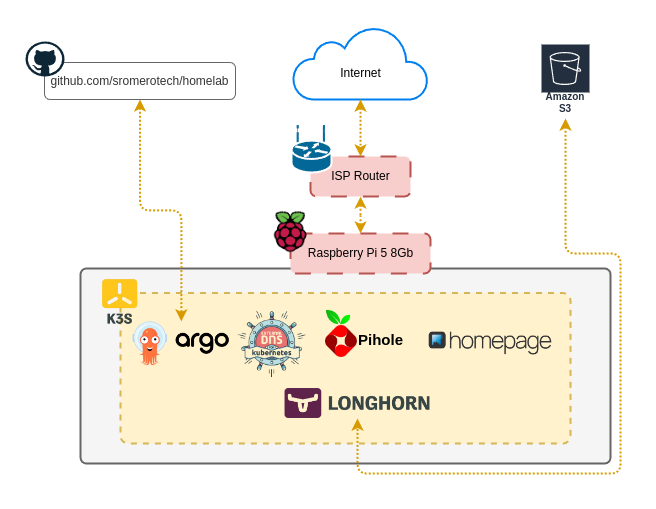 github.com/sromerotech/homelab
Internet
Amazon
S3
ISP Router
Raspberry Pi 5 8Gb
K3S
argo
EXTERNAL
DNS
kubernetes
Pihole
homepage
LONGHORN